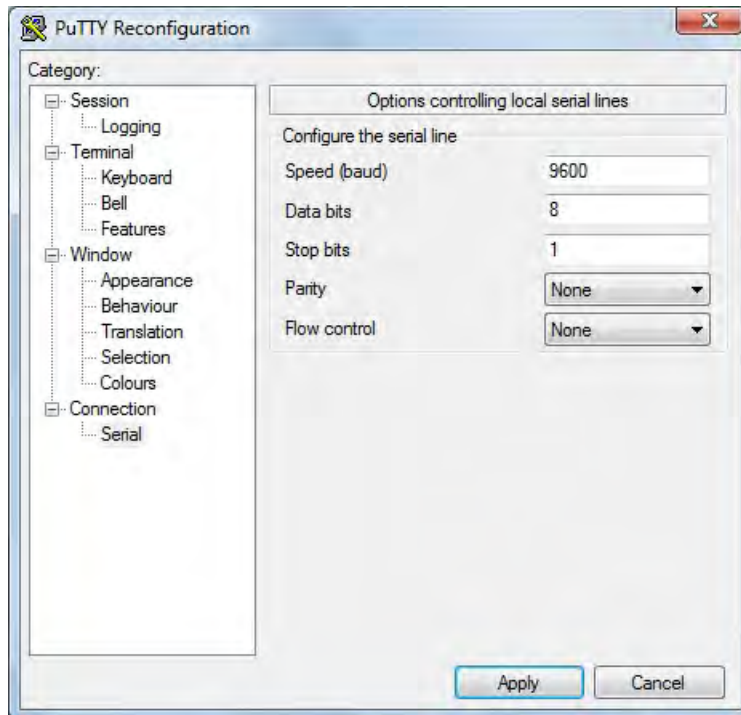 PuTTY Reconfiguration
Category:
Session
Logging
Terminal
Keyboard
Bell
Features
Window
Appearance
Behaviour
Translation
Selection
Colours
Connection
Serial
Options controlling local serial lines
Configure the serial line
Speed (baud) 9600
Data bits 8
Stop bits 1
Parity None
Flow control None
Apply Cancel